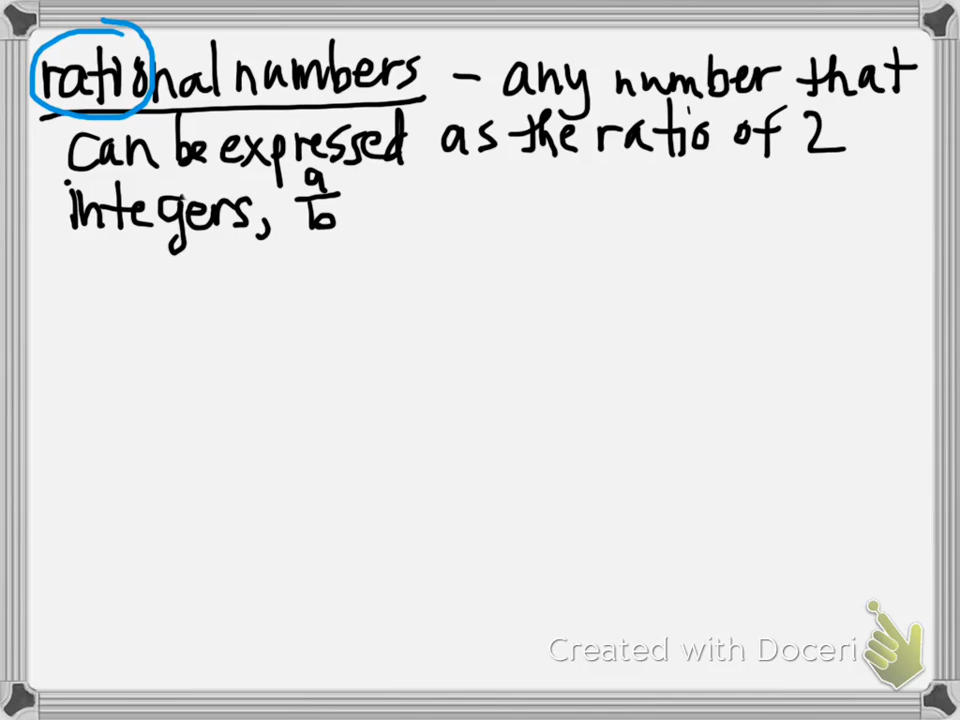 rational numbers - any number that
can be expressed as the ratio of 2
integers, a/b
Created with Doceri